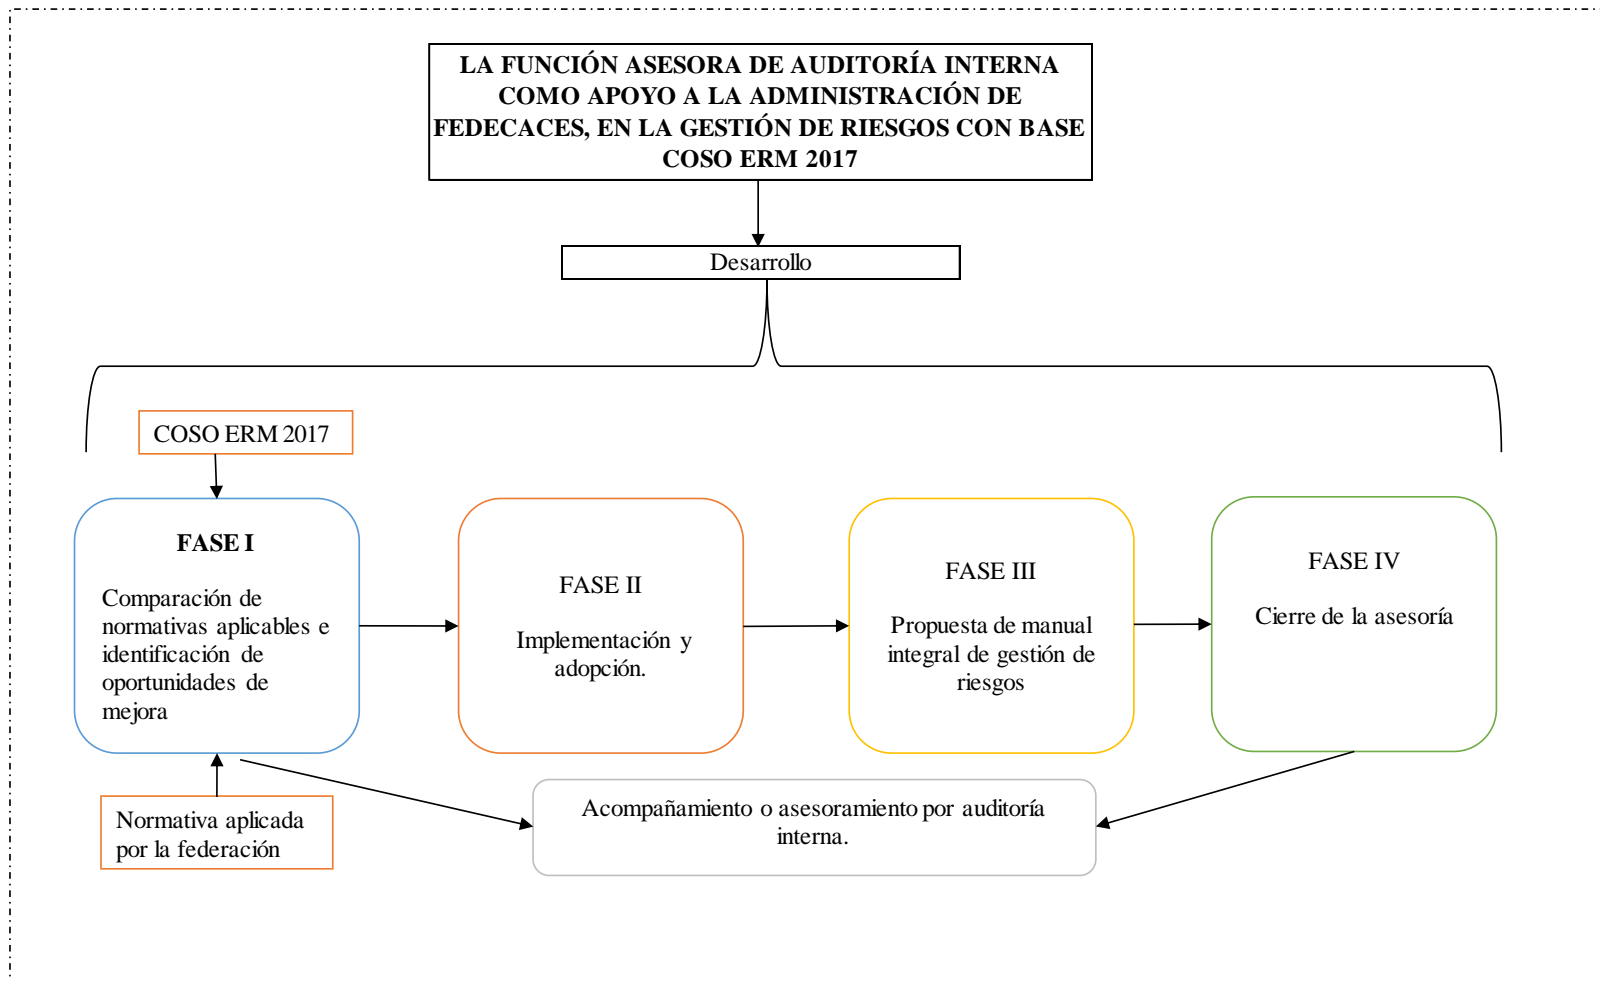 LA FUNCIÓN ASESORA DE AUDITORÍA INTERNA
COMO APOYO A LA ADMINISTRACIÓN DE
FEDECACES, EN LA GESTIÓN DE RIESGOS CON BASE
COSO ERM 2017
Desarrollo
COSO ERM 2017
FASE I
Comparación de
normativas aplicables e
identificación de
oportunidades de
mejora
FASE II
Implementación y
adopción.
FASE III
Propuesta de manual
integral de gestión de
riesgos
FASE IV
Cierre de la asesoría
Normativa aplicada
por la federación
Acompañamiento o asesoramiento por auditoría
interna.